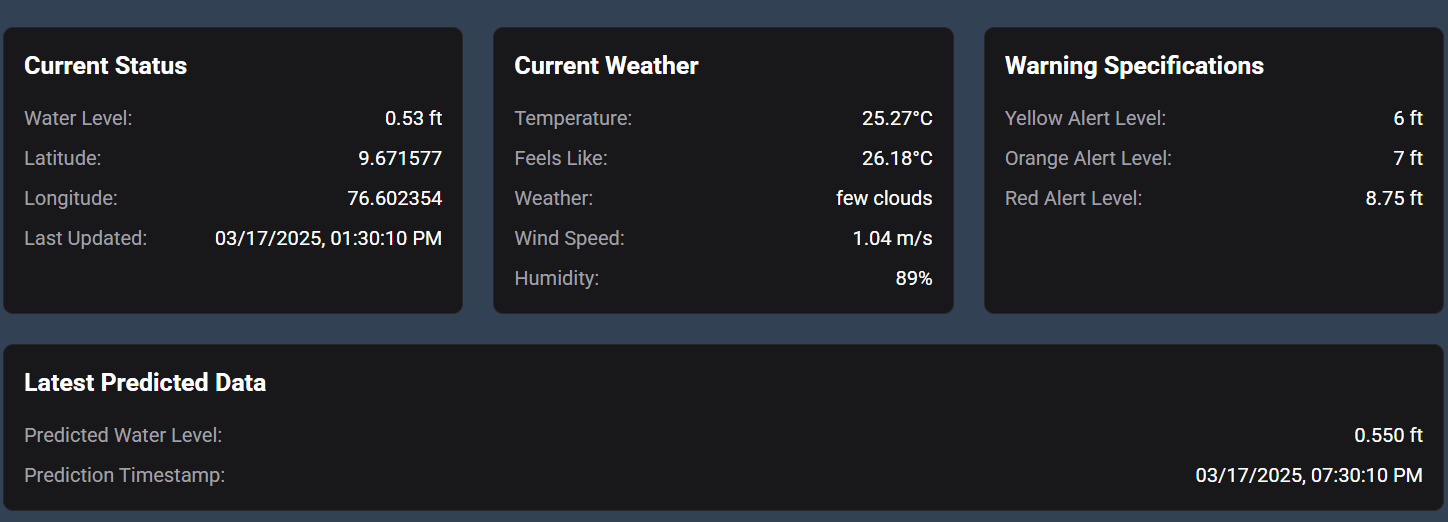 Current Status
Water Level: 0.53 ft
Latitude: 9.671577
Longitude: 76.602354
Last Updated: 03/17/2025, 01:30:10 PM
Current Weather
Temperature: 25.27°C
Feels Like: 26.18°C
Weather: few clouds
Wind Speed: 1.04 m/s
Humidity: 89%
Warning Specifications
Yellow Alert Level: 6 ft
Orange Alert Level: 7 ft
Red Alert Level: 8.75 ft
Latest Predicted Data
Predicted Water Level: 0.550 ft
Prediction Timestamp: 03/17/2025, 07:30:10 PM